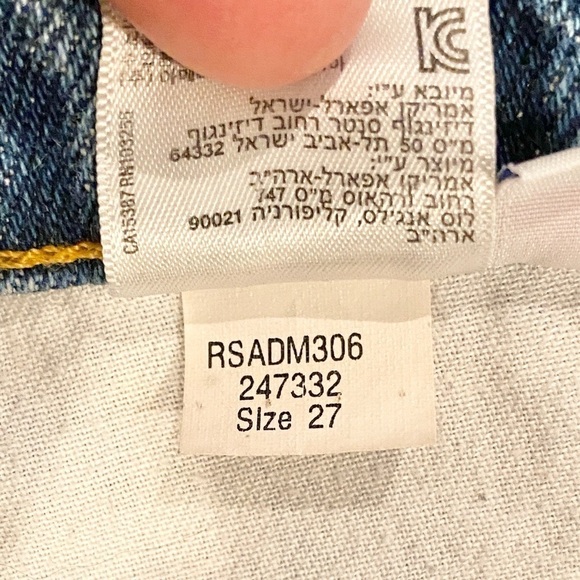 KC
מיובא ע"י:
אמריקן אפארל-ישראל
דיזינגוף סנטר רחוב דיזינגוף
מ"ס 50 תל-אביב ישראל 64332
מיוצר ע"י:
אמריקן אפארל-ארה"ב
רחוב ורהאוס מ"ס 747
לוס אנג'לס, קליפורניה 90021
ארה"ב
CA15387 RN103235
RSADM306
247332
Size 27